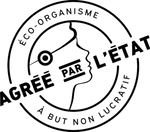 ÉCO-ORGANISME
AGRÉÉ PAR L'ÉTAT
À BUT NON LUCRATIF